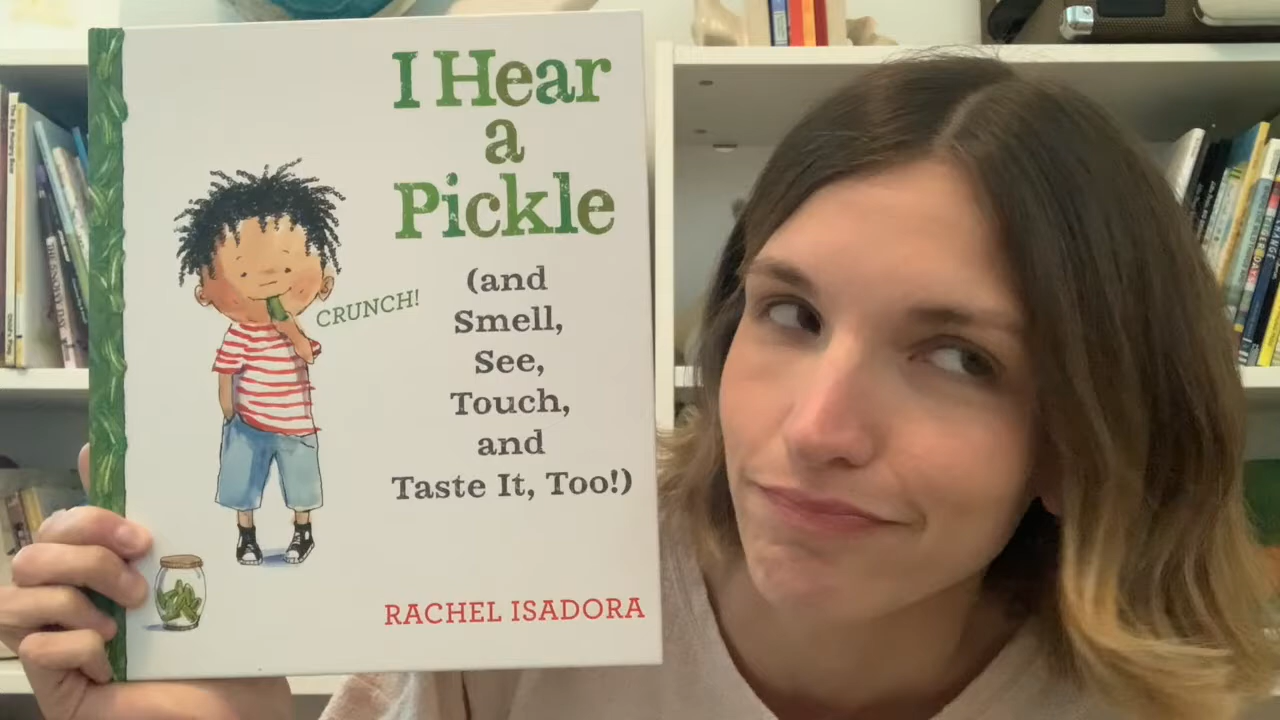 I Hear
a
Pickle
(and
Smell,
See,
Touch,
and
Taste It, Too!)
CRUNCH!
RACHEL ISADORA